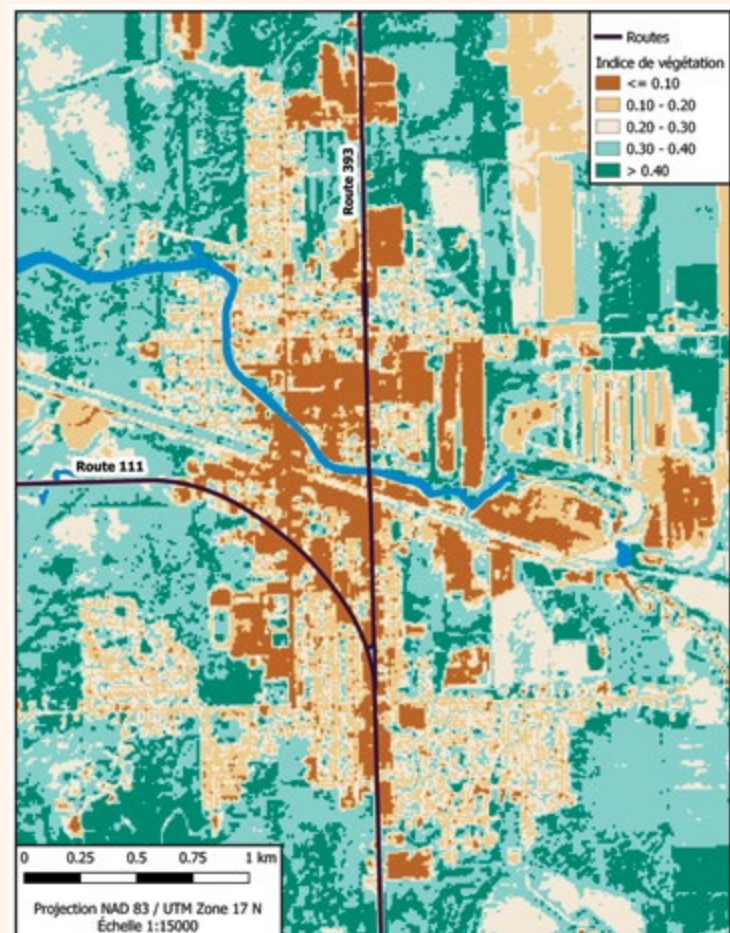 Routes
Indice de végétation
<= 0.10
0.10 - 0.20
0.20 - 0.30
0.30 - 0.40
> 0.40
Route 393
Route 111
0 0.25 0.5 0.75 1 km
Projection NAD 83 / UTM Zone 17 N
Échelle 1:15000